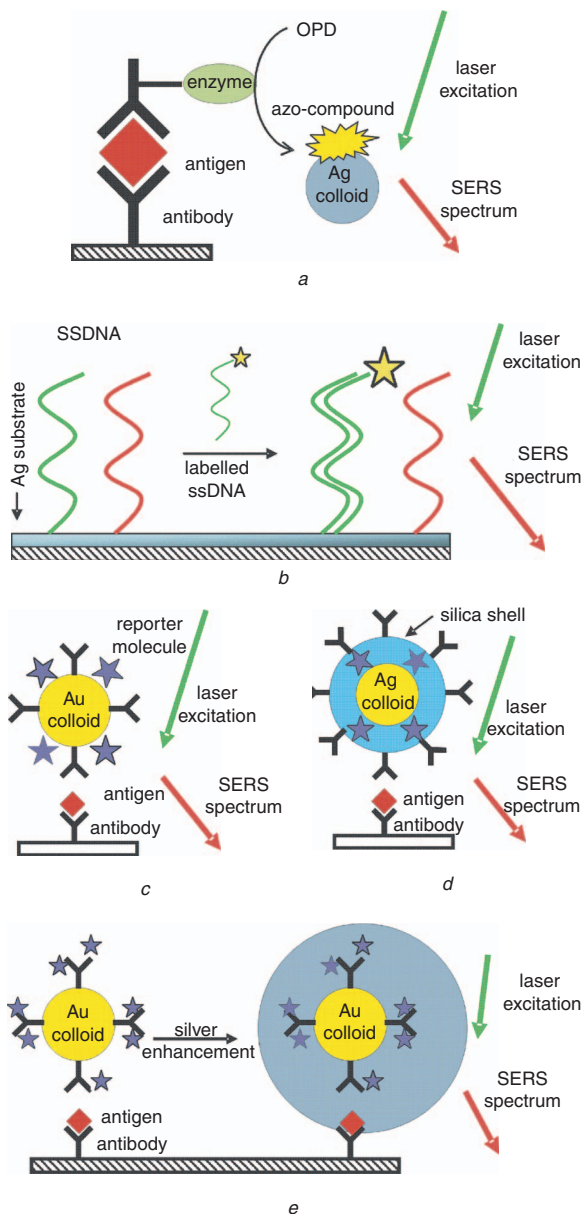 OPD
enzyme
laser
excitation
azo-compound
Ag
colloid
antigen
SERS
spectrum
antibody
a
SSDNA
laser
excitation
Ag substrate
labelled
ssDNA
SERS
spectrum
b
reporter
molecule
Au
colloid
laser
excitation
antigen
antibody
SERS
spectrum
c
silica shell
Ag
colloid
laser
excitation
antigen
antibody
SERS
spectrum
d
Au
colloid
silver
enhancement
Au
colloid
laser
excitation
antigen
antibody
SERS
spectrum
e